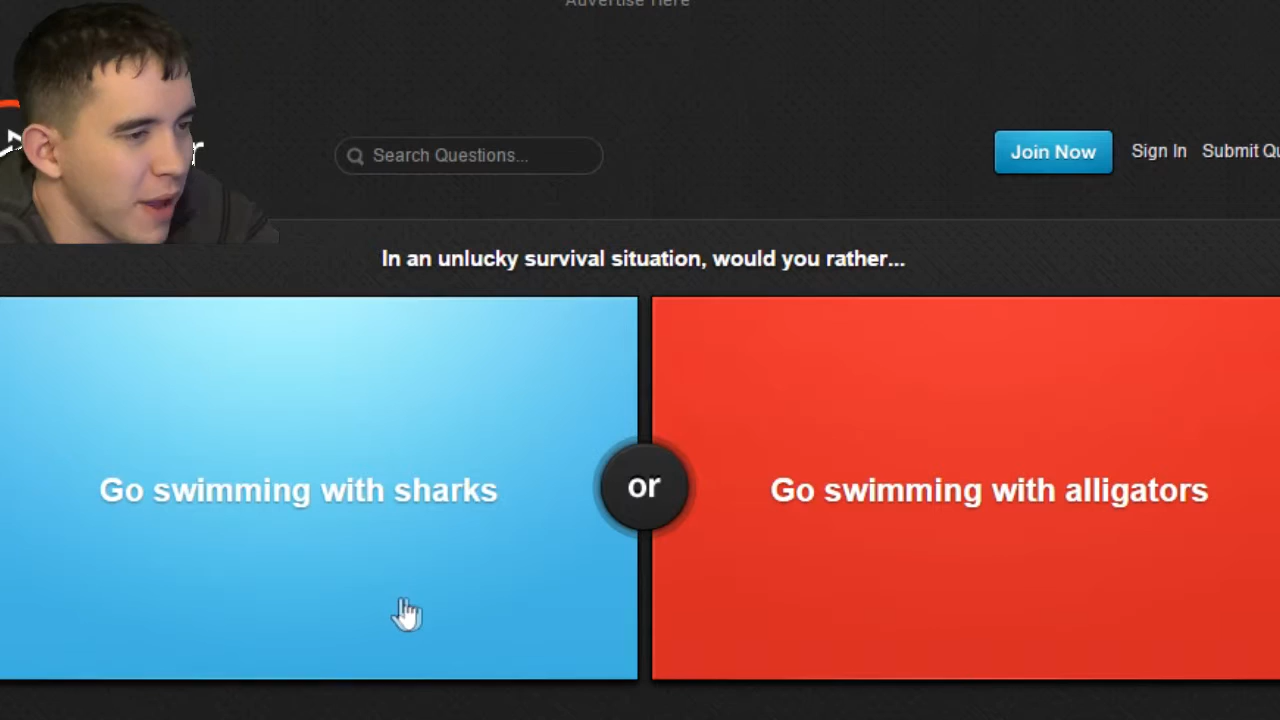 Advertise Here
Search Questions...
Join Now
Sign In
Submit Qu
In an unlucky survival situation, would you rather...
Go swimming with sharks
or
Go swimming with alligators